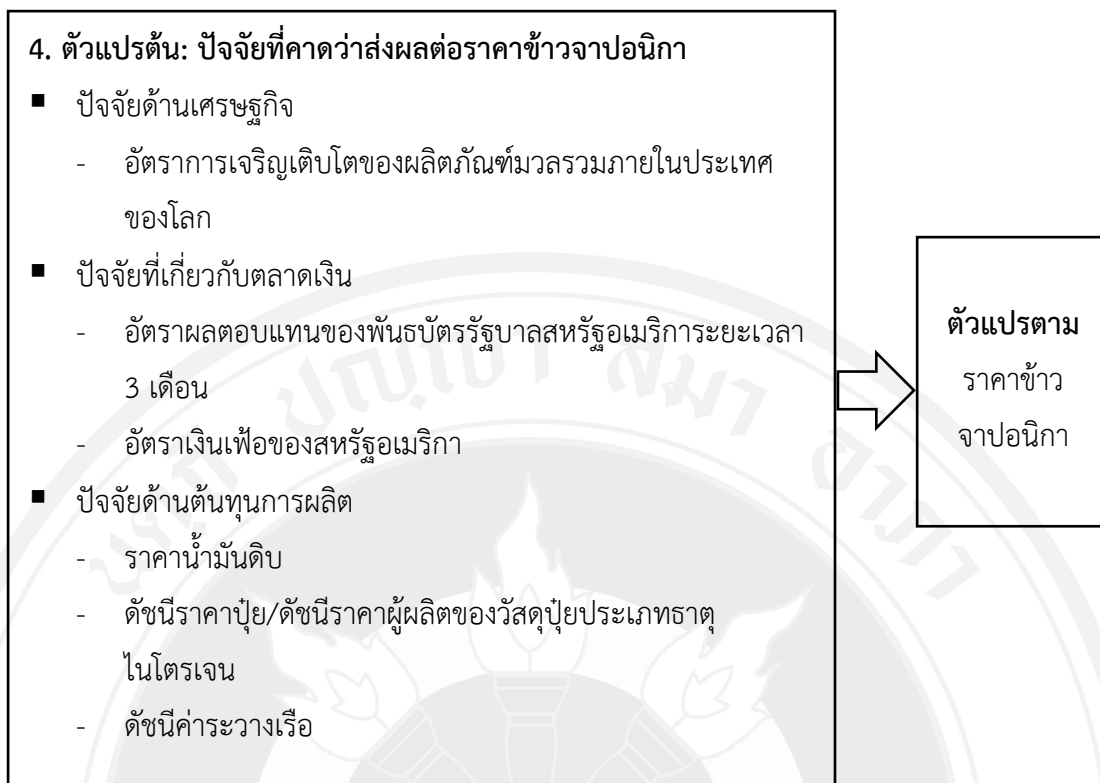 4. ตัวแปรต้น: ปัจจัยที่คาดว่าส่งผลต่อราคาข้าวจาปอนิกา
▪ ปัจจัยด้านเศรษฐกิจ
- อัตราการเจริญเติบโตของผลิตภัณฑ์มวลรวมภายในประเทศ
ของโลก
▪ ปัจจัยที่เกี่ยวกับตลาดเงิน
- อัตราผลตอบแทนของพันธบัตรรัฐบาลสหรัฐอเมริการะยะเวลา
3 เดือน
- อัตราเงินเฟ้อของสหรัฐอเมริกา
▪ ปัจจัยด้านต้นทุนการผลิต
- ราคาน้ำมันดิบ
- ดัชนีราคาปุ๋ย/ดัชนีราคาผู้ผลิตของวัสดุปุ๋ยประเภทธาตุ
ไนโตรเจน
- ดัชนีค่าระวางเรือ
ตัวแปรตาม
ราคาข้าว
จาปอนิกา